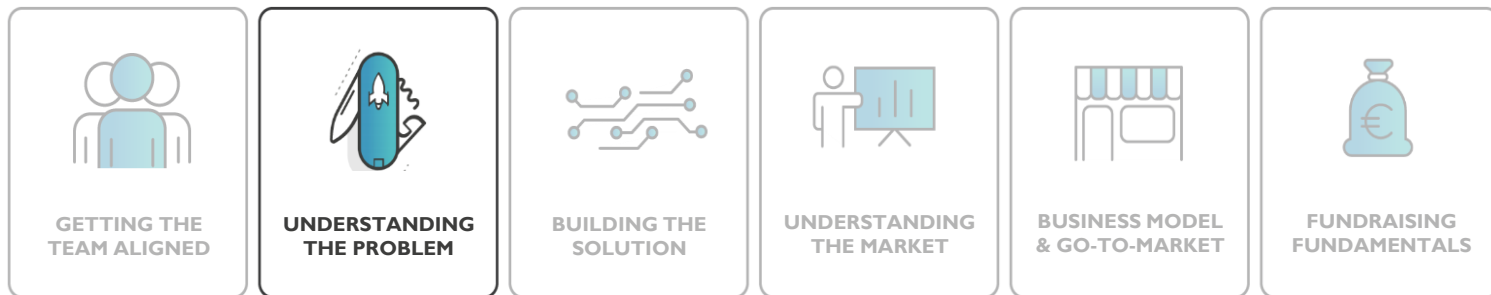 GETTING THE
TEAM ALIGNED
UNDERSTANDING
THE PROBLEM
BUILDING THE
SOLUTION
UNDERSTANDING
THE MARKET
BUSINESS MODEL
& GO-TO-MARKET
FUNDRAISING
FUNDAMENTALS
€